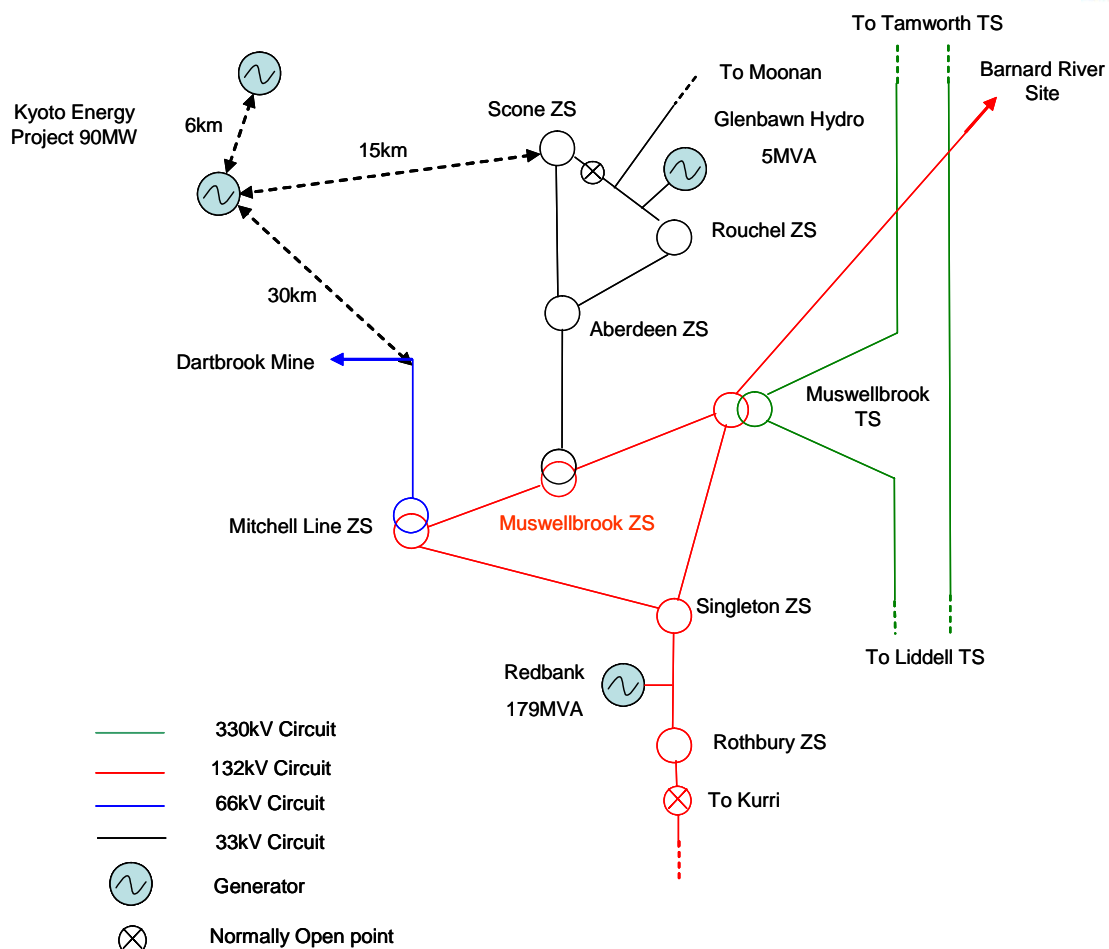 To Tamworth TS
Barnard River
Site
To Moonan
Scone ZS
Glenbawn Hydro
5MVA
Kyoto Energy
Project 90MW
6km
15km
Rouchel ZS
30km
Aberdeen ZS
Dartbrook Mine
Muswellbrook
TS
Mitchell Line ZS
Muswellbrook ZS
Singleton ZS
To Liddell TS
Redbank
179MVA
Rothbury ZS
To Kurri
330kV Circuit
132kV Circuit
66kV Circuit
33kV Circuit
Generator
Normally Open point